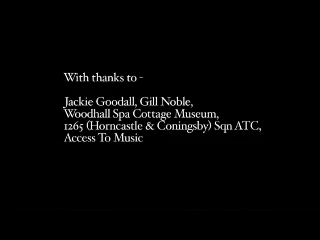 With thanks to -
Jackie Goodall, Gill Noble,
Woodhall Spa Cottage Museum,
1265 (Horncastle & Coningsby) Sqn ATC,
Access To Music